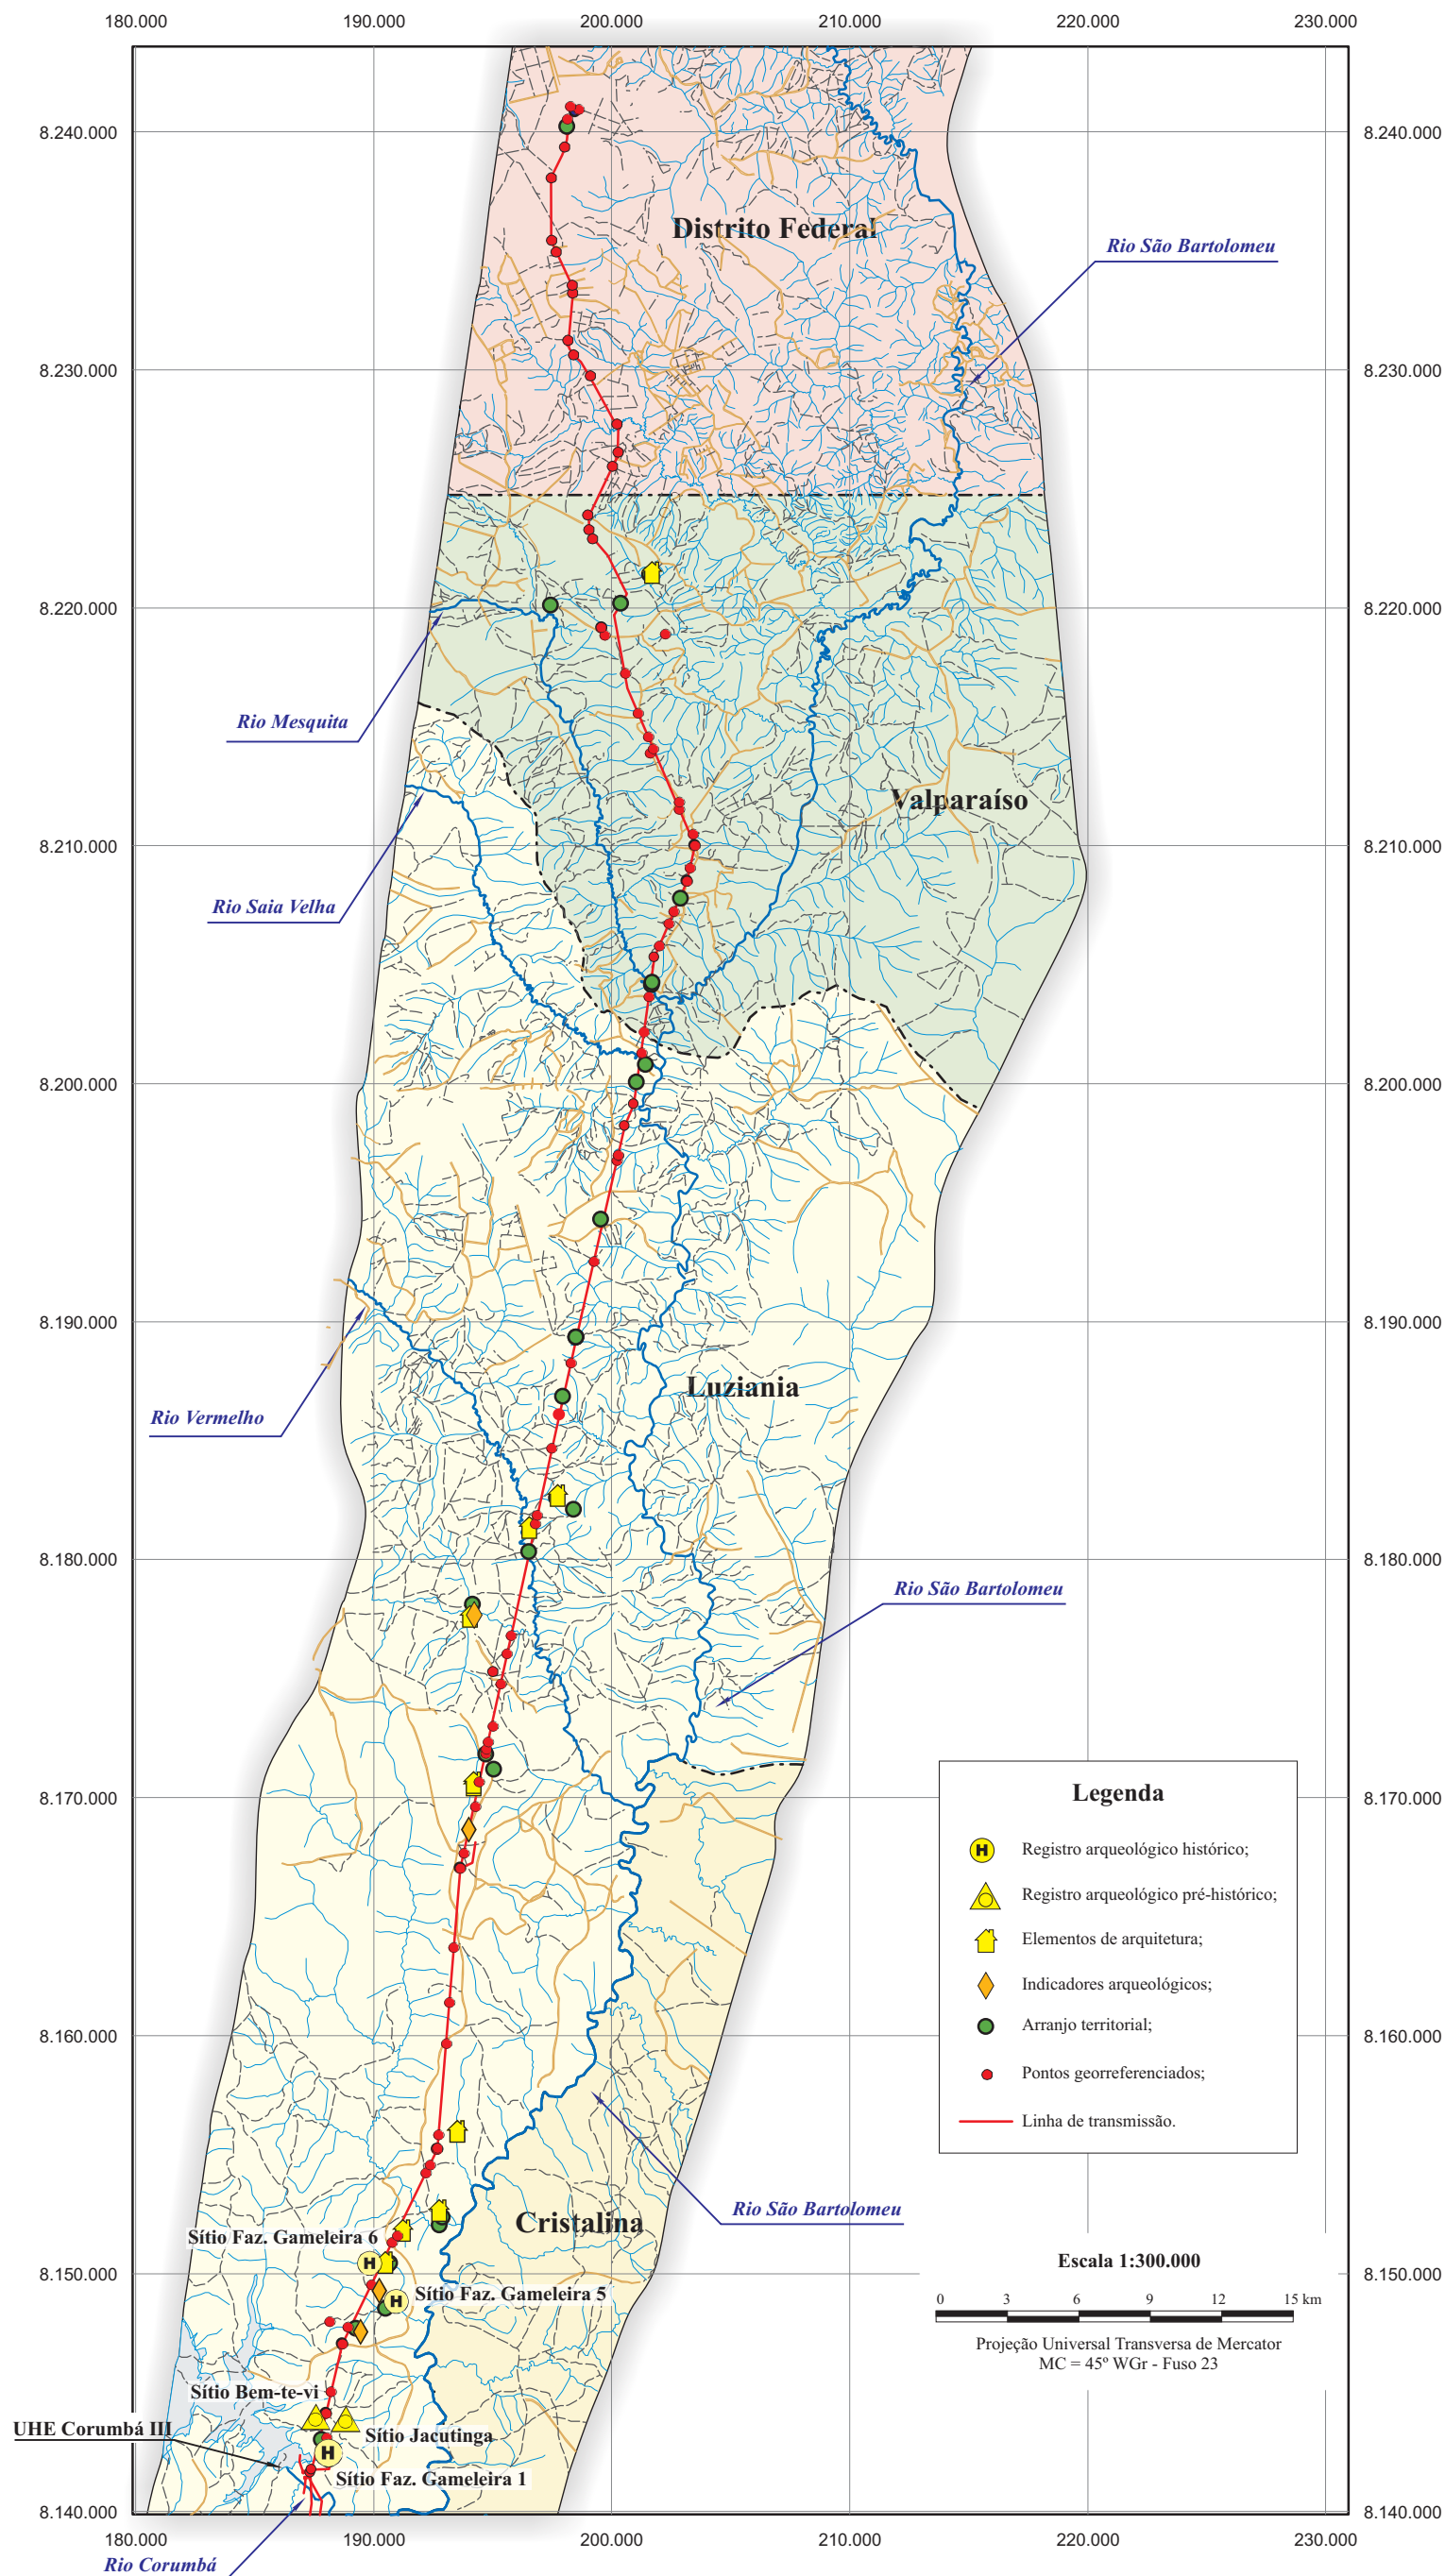 180.000 190.000 200.000 210.000 220.000 230.000
8.240.000 8.240.000
Distrito Federal
Rio São Bartolomeu
8.230.000 8.230.000
8.220.000 8.220.000
Rio Mesquita
Valparaíso
8.210.000 8.210.000
Rio Saia Velha
8.200.000 8.200.000
8.190.000 8.190.000
Luziania
Rio Vermelho
8.180.000 8.180.000
Rio São Bartolomeu
8.170.000 8.170.000
Legenda
H Registro arqueológico histórico;
Registro arqueológico pré-histórico;
Elementos de arquitetura;
Indicadores arqueológicos;
Arranjo territorial;
Pontos georreferenciados;
Linha de transmissão.
8.160.000 8.160.000
Rio São Bartolomeu
Cristalina
Sítio Faz. Gameleira 6
H
8.150.000 8.150.000
Sítio Faz. Gameleira 5
H
Escala 1:300.000
0 3 6 9 12 15 km
Projeção Universal Transversa de Mercator
MC = 45º WGr - Fuso 23
Sítio Bem-te-vi
UHE Corumbá III
Sítio Jacutinga
H
Sítio Faz. Gameleira 1
8.140.000 8.140.000
180.000 190.000 200.000 210.000 220.000 230.000
Rio Corumbá